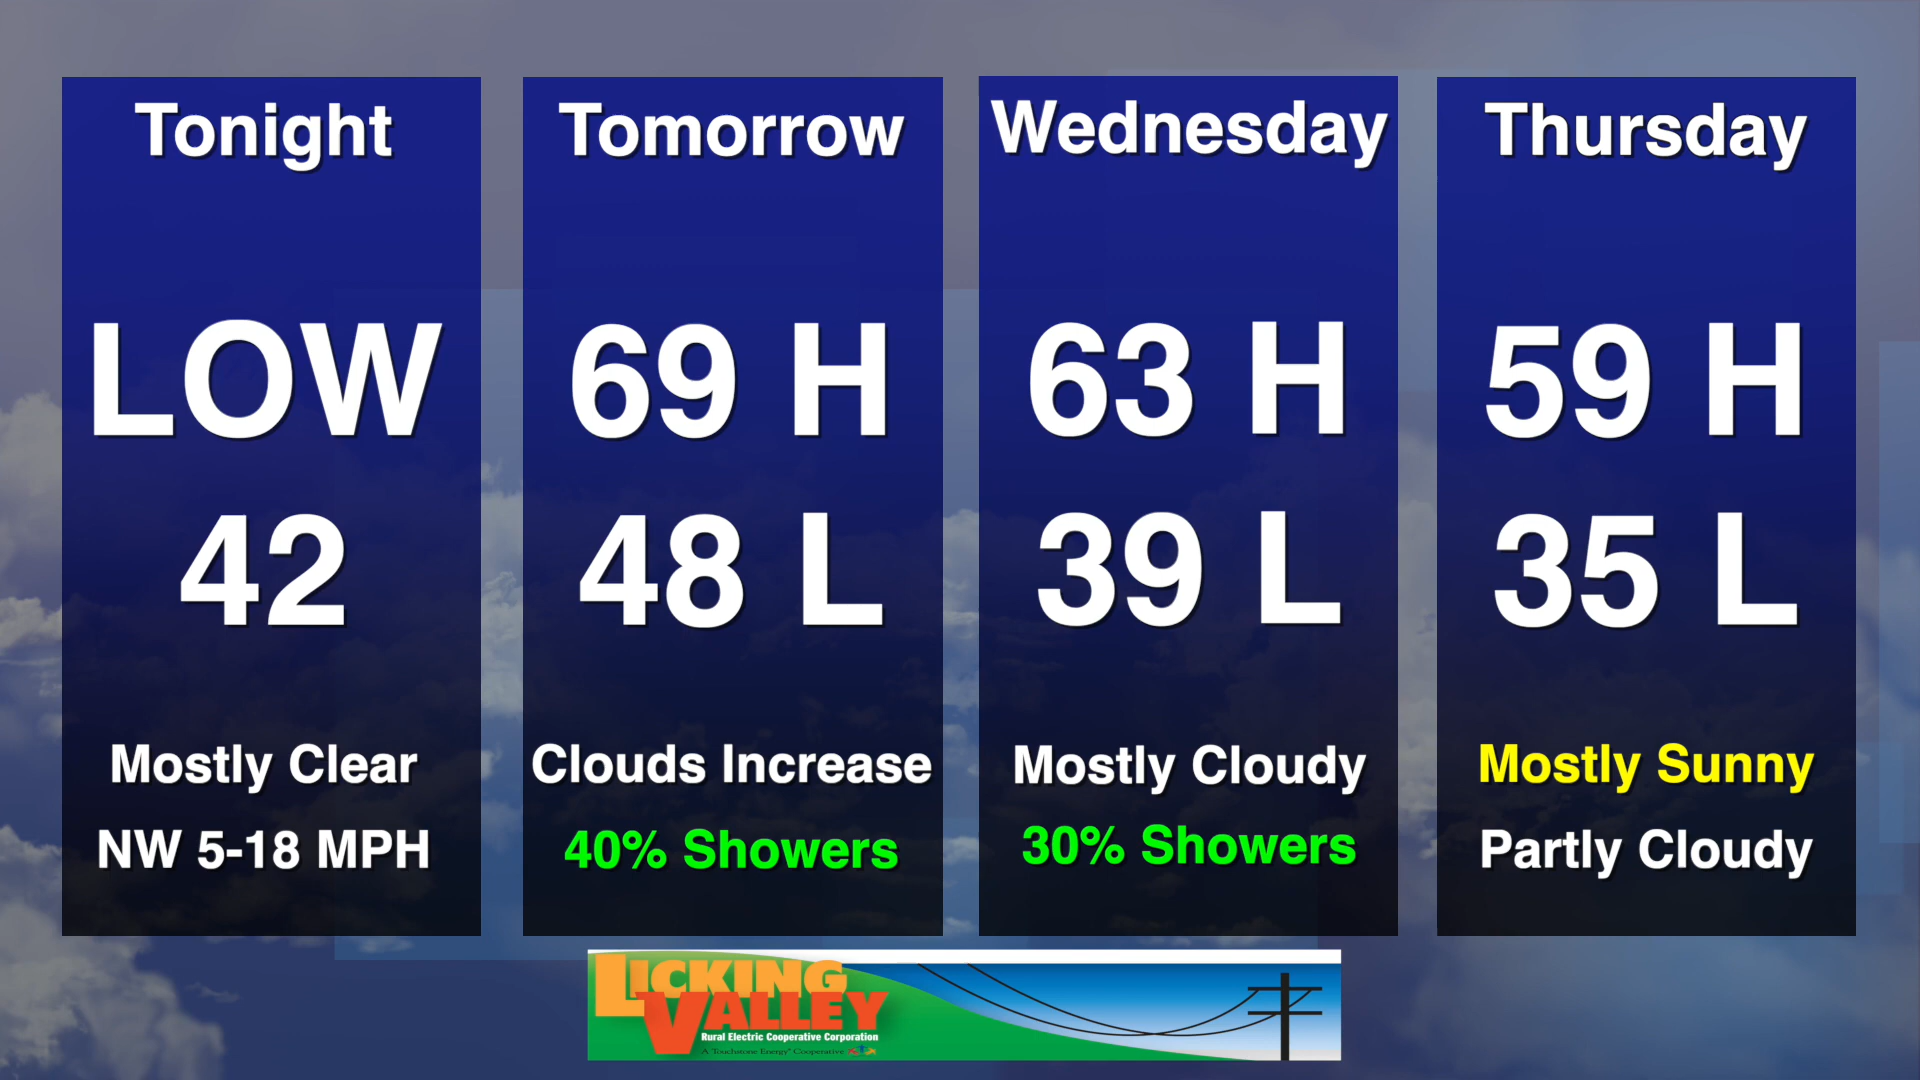 Tonight
LOW
42
Mostly Clear
NW 5-18 MPH
Tomorrow
69 H
48 L
Clouds Increase
40% Showers
Wednesday
63 H
39 L
Mostly Cloudy
30% Showers
Thursday
59 H
35 L
Mostly Sunny
Partly Cloudy
LICKING
VALLEY
Rural Electric Cooperative Corporation
A Touchstone Energy® Cooperative